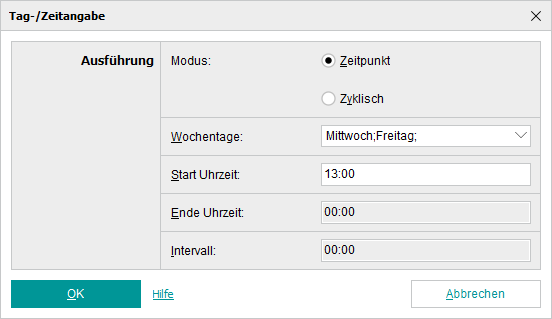 Tag-/Zeitangabe
Ausführung
Modus:
Zeitpunkt
Zyklisch
Wochentage: Mittwoch;Freitag;
Start Uhrzeit: 13:00
Ende Uhrzeit: 00:00
Intervall: 00:00
OK Hilfe Abbrechen